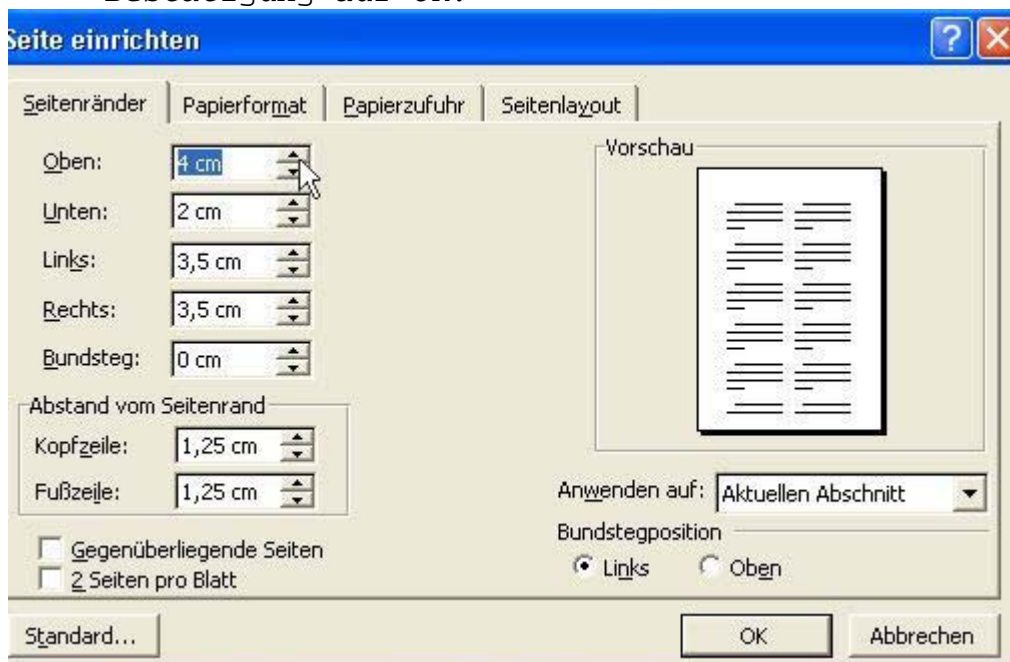 Seite einrichten
Seitenränder Papierformat Papierzufuhr Seitenlayout
Oben: 4 cm
Unten: 2 cm
Links: 3,5 cm
Rechts: 3,5 cm
Bundsteg: 0 cm
Abstand vom Seitenrand
Kopfzeile: 1,25 cm
Fußzeile: 1,25 cm
Gegenüberliegende Seiten
2 Seiten pro Blatt
Vorschau
Anwenden auf: Aktuellen Abschnitt
Bundstegposition
Links Oben
Standard... OK Abbrechen